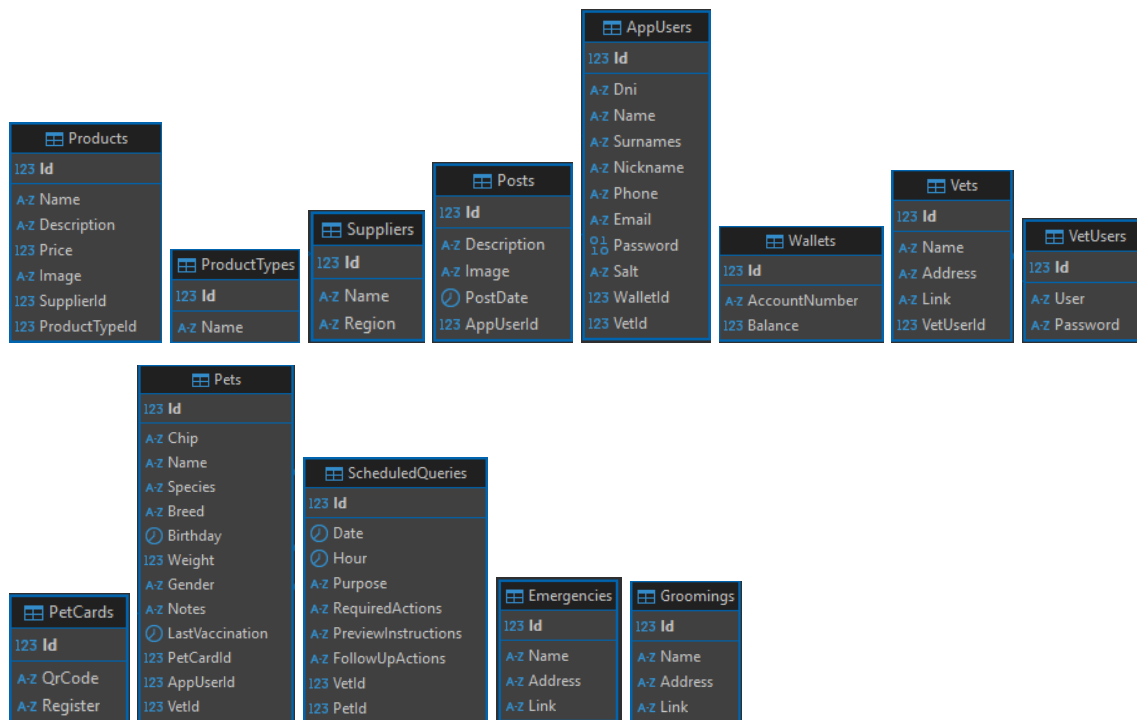 Products
123 Id
A-Z Name
A-Z Description
123 Price
A-Z Image
123 SupplierId
123 ProductTypeId
ProductTypes
123 Id
A-Z Name
Suppliers
123 Id
A-Z Name
A-Z Region
Posts
123 Id
A-Z Description
A-Z Image
PostDate
123 AppUserId
AppUsers
123 Id
A-Z Dni
A-Z Name
A-Z Surnames
A-Z Nickname
A-Z Phone
A-Z Email
0110 Password
A-Z Salt
123 WalletId
123 VetId
Wallets
123 Id
A-Z AccountNumber
123 Balance
Vets
123 Id
A-Z Name
A-Z Address
A-Z Link
123 VetUserId
VetUsers
123 Id
A-Z User
A-Z Password
PetCards
123 Id
A-Z QrCode
A-Z Register
Pets
123 Id
A-Z Chip
A-Z Name
A-Z Species
A-Z Breed
Birthday
123 Weight
A-Z Gender
A-Z Notes
LastVaccination
123 PetCardId
123 AppUserId
123 VetId
ScheduledQueries
123 Id
Date
Hour
A-Z Purpose
A-Z RequiredActions
A-Z PreviewInstructions
A-Z FollowUpActions
123 VetId
123 PetId
Emergencies
123 Id
A-Z Name
A-Z Address
A-Z Link
Groomings
123 Id
A-Z Name
A-Z Address
A-Z Link